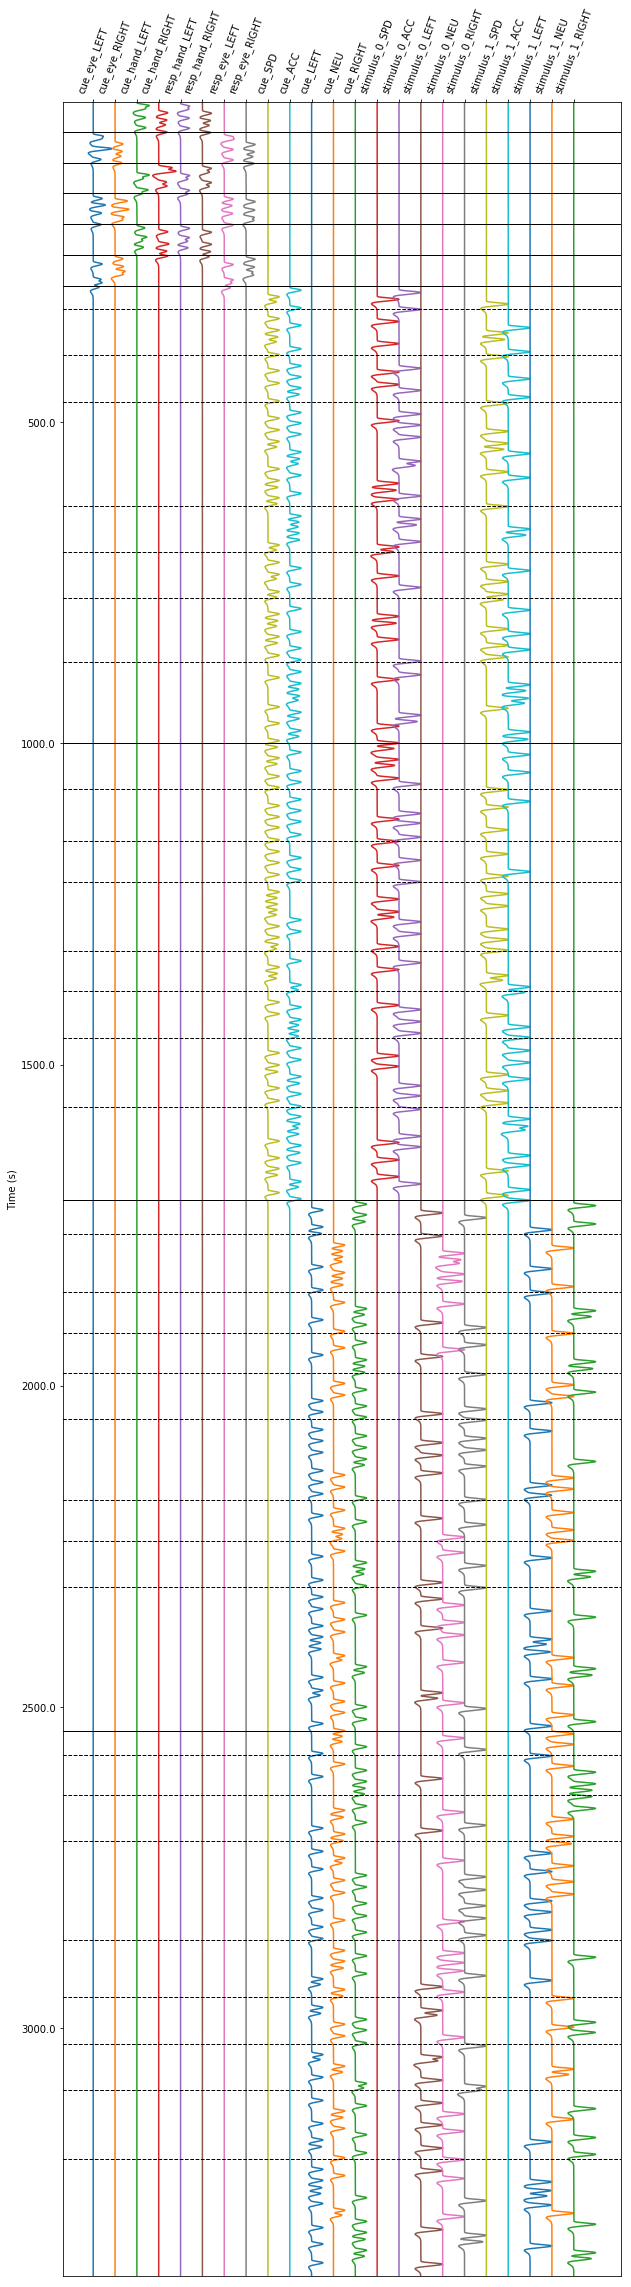 cue_eye_LEFT
cue_eye_RIGHT
cue_hand_LEFT
cue_hand_RIGHT
resp_hand_LEFT
resp_hand_RIGHT
resp_eye_LEFT
resp_eye_RIGHT
cue_SPD
cue_ACC
cue_LEFT
cue_NEU
cue_RIGHT
stimulus_0_SPD
stimulus_0_ACC
stimulus_0_LEFT
stimulus_0_NEU
stimulus_0_RIGHT
stimulus_1_SPD
stimulus_1_ACC
stimulus_1_LEFT
stimulus_1_NEU
stimulus_1_RIGHT
500.0
1000.0
1500.0
Time (s)
2000.0
2500.0
3000.0